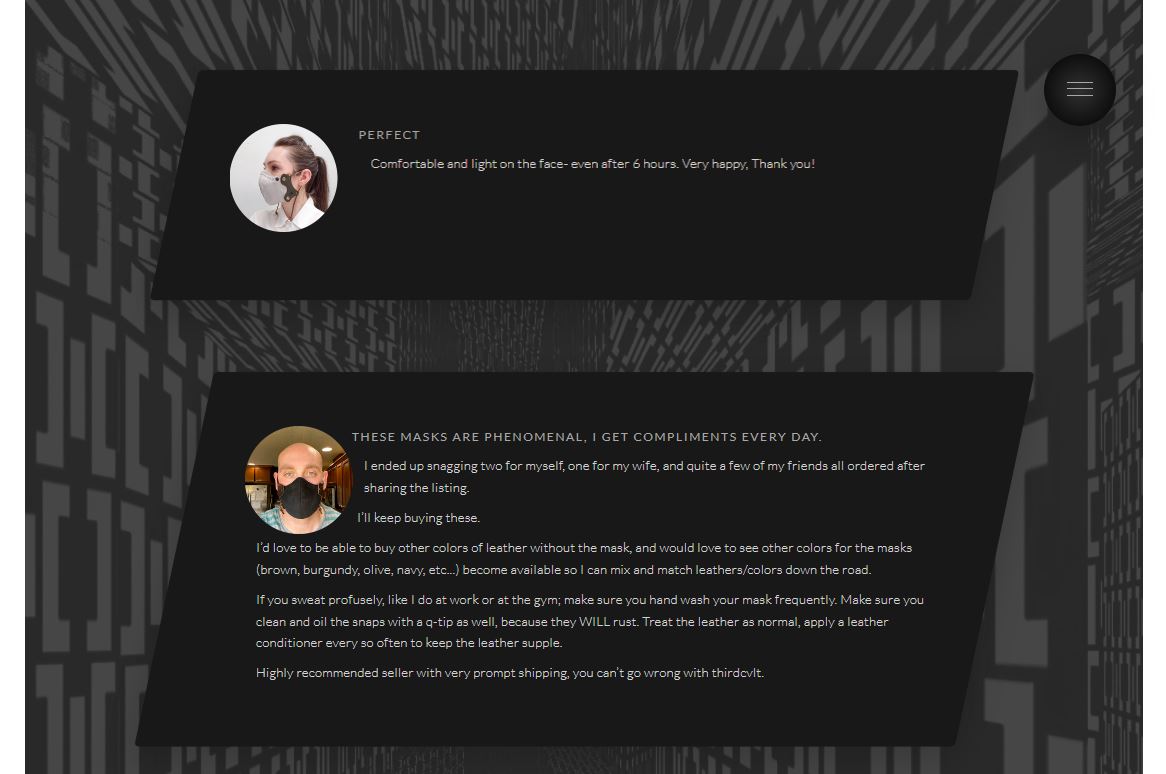 PERFECT
Comfortable and light on the face- even after 6 hours. Very happy, Thank you!
THESE MASKS ARE PHENOMENAL, I GET COMPLIMENTS EVERY DAY.
I ended up snagging two for myself, one for my wife, and quite a few of my friends all ordered after
sharing the listing.
I'll keep buying these.
I'd love to be able to buy other colors of leather without the mask, and would love to see other colors for the masks
(brown, burgundy, olive, navy, etc...) become available so I can mix and match leathers/colors down the road.
If you sweat profusely, like I do at work or at the gym; make sure you hand wash your mask frequently. Make sure you
clean and oil the snaps with a q-tip as well, because they WILL rust. Treat the leather as normal, apply a leather
conditioner every so often to keep the leather supple.
Highly recommended seller with very prompt shipping, you can't go wrong with thirdcvlt.